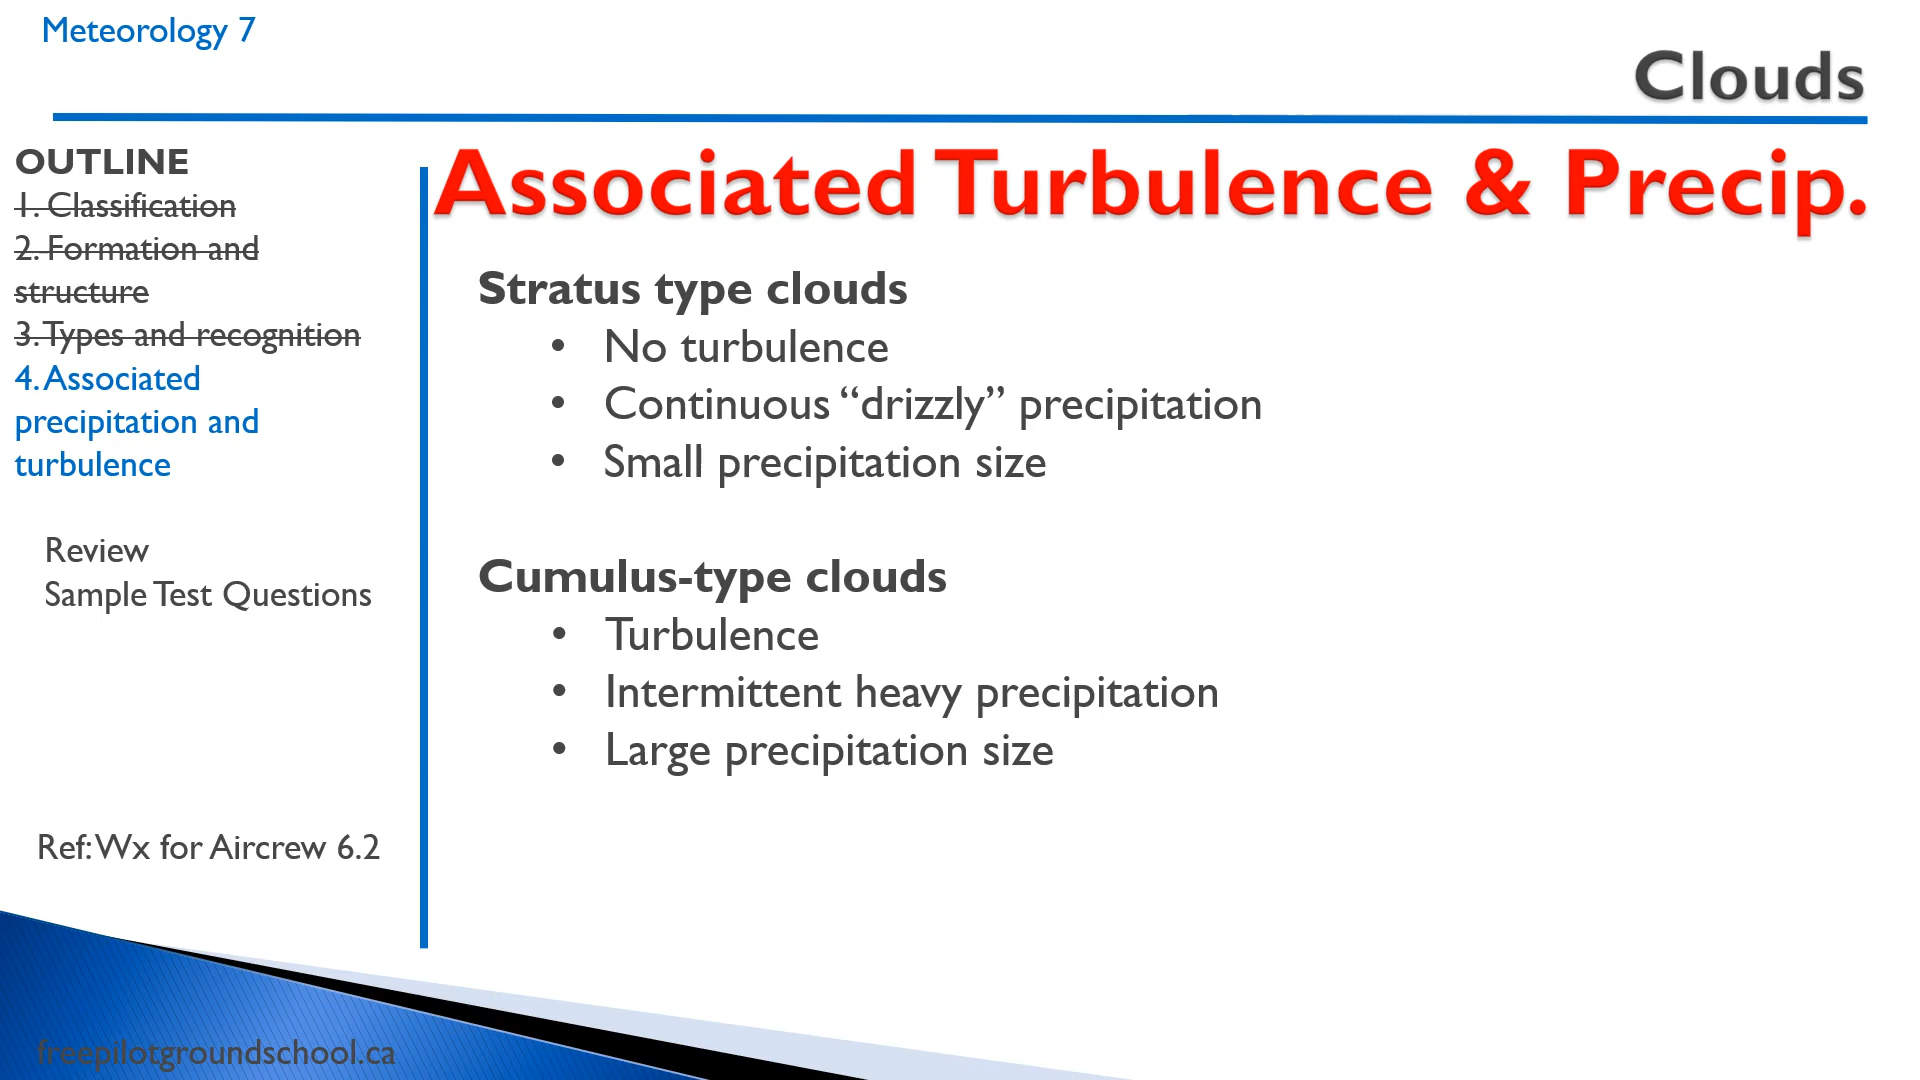 Meteorology 7
Clouds
OUTLINE
1. Classification
2. Formation and
structure
3. Types and recognition
4. Associated
precipitation and
turbulence
Review
Sample Test Questions
Ref: Wx for Aircrew 6.2
Associated Turbulence & Precip.
Stratus type clouds
• No turbulence
• Continuous “drizzly” precipitation
• Small precipitation size
Cumulus-type clouds
• Turbulence
• Intermittent heavy precipitation
• Large precipitation size
freepilotgroundschool.ca